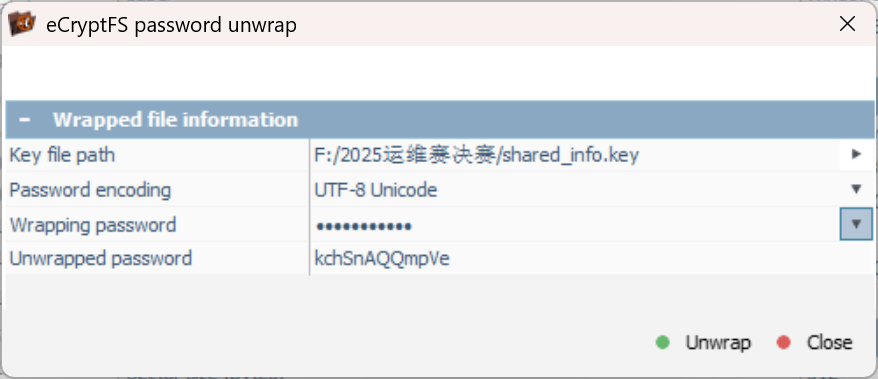 eCryptFS password unwrap
Wrapped file information
Key file path F:/2025运维赛决赛/shared_info.key
Password encoding UTF-8 Unicode
Wrapping password •••••••••••
Unwrapped password kchSnAQQmpVe
Unwrap Close